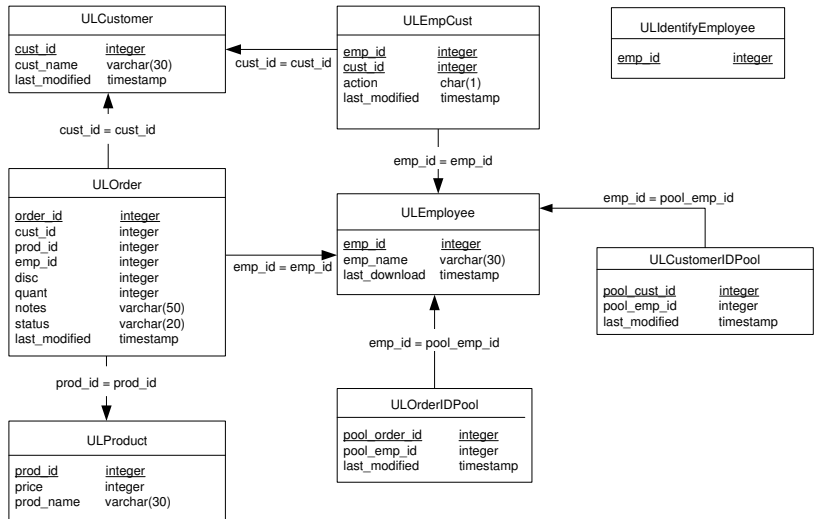 ULCustomer
cust_id integer
cust_name varchar(30)
last_modified timestamp
cust_id = cust_id
ULEmpCust
emp_id integer
cust_id integer
action char(1)
last_modified timestamp
ULIdentifyEmployee
emp_id integer
cust_id = cust_id
emp_id = emp_id
ULOrder
order_id integer
cust_id integer
prod_id integer
emp_id integer
disc integer
quant integer
notes varchar(50)
status varchar(20)
last_modified timestamp
emp_id = emp_id
ULEmployee
emp_id integer
emp_name varchar(30)
last_download timestamp
emp_id = pool_emp_id
ULCustomerIDPool
pool_cust_id integer
pool_emp_id integer
last_modified timestamp
emp_id = pool_emp_id
prod_id = prod_id
ULOrderIDPool
pool_order_id integer
pool_emp_id integer
last_modified timestamp
ULProduct
prod_id integer
price integer
prod_name varchar(30)